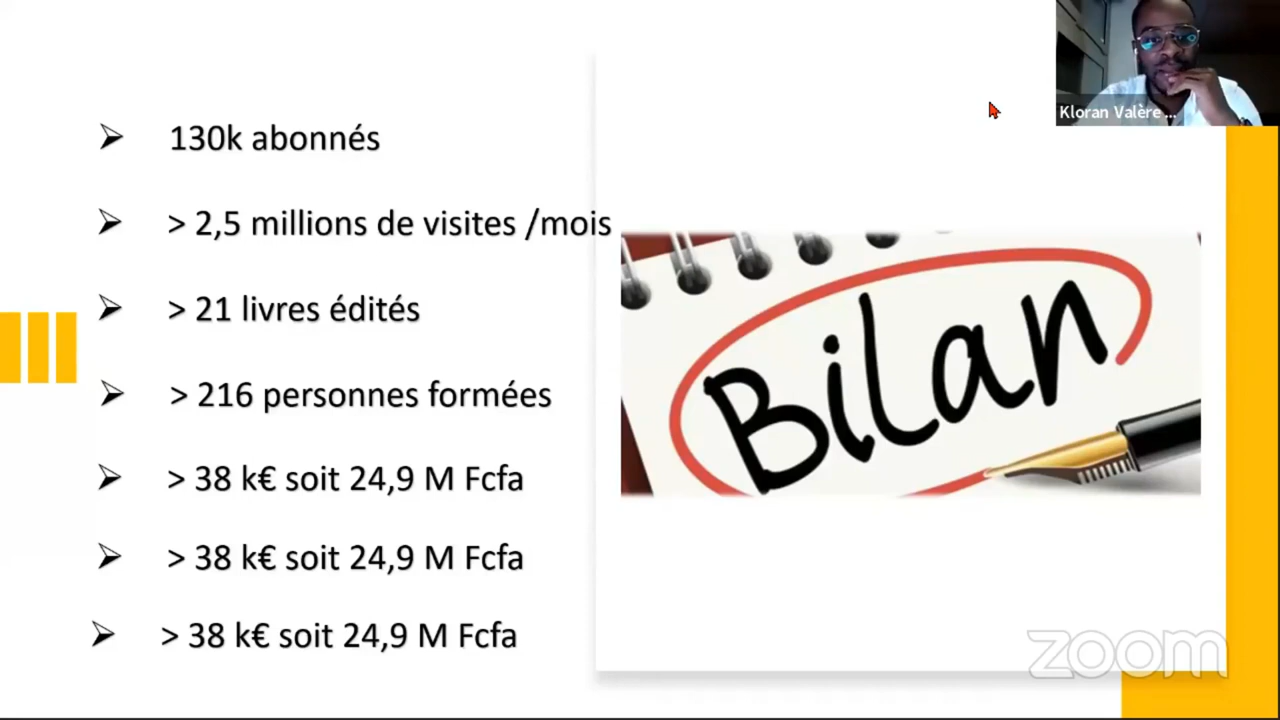 Kloran Valère ...
130k abonnés
> 2,5 millions de visites /mois
> 21 livres édités
> 216 personnes formées
> 38 k€ soit 24,9 M Fcfa
> 38 k€ soit 24,9 M Fcfa
> 38 k€ soit 24,9 M Fcfa
Bilan
zoom